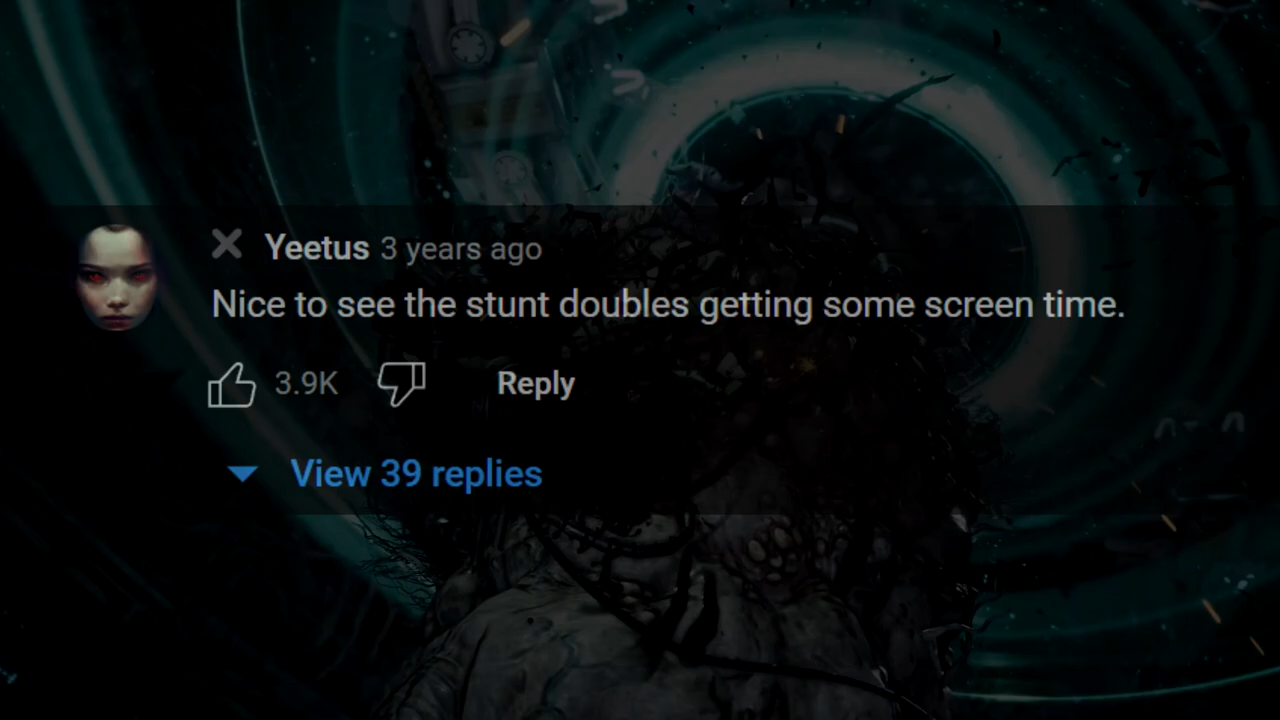 Yeetus 3 years ago
Nice to see the stunt doubles getting some screen time.
3.9K Reply
View 39 replies